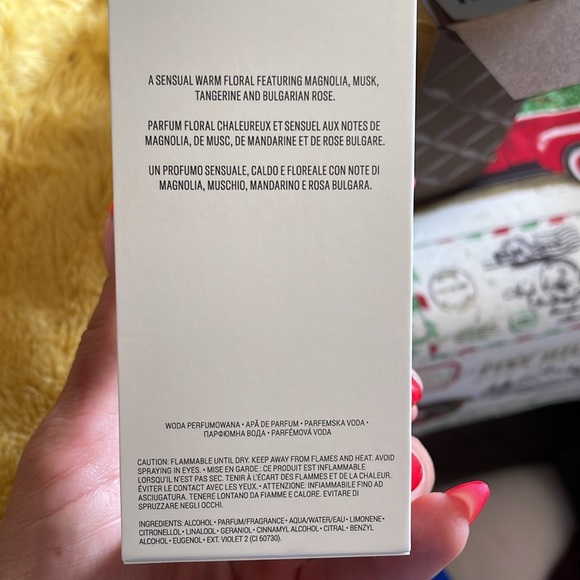 A SENSUAL WARM FLORAL FEATURING MAGNOLIA, MUSK,
TANGERINE AND BULGARIAN ROSE.
PARFUM FLORAL CHALEUREUX ET SENSUEL AUX NOTES DE
MAGNOLIA, DE MUSC, DE MANDARINE ET DE ROSE BULGARE.
UN PROFUMO SENSUALE, CALDO E FLOREALE CON NOTE DI
MAGNOLIA, MUSCHIO, MANDARINO E ROSA BULGARA.
WODA PERFUMOWANA • APĂ DE PARFUM • PARFEMSKA VODA •
ПАРФЮМНА ВОДА • PARFÉMOVÁ VODA
CAUTION: FLAMMABLE UNTIL DRY. KEEP AWAY FROM FLAMES AND HEAT. AVOID
SPRAYING IN EYES. • MISE EN GARDE : CE PRODUIT EST INFLAMMABLE
LORSQU'IL N'EST PAS SEC. TENIR À L'ÉCART DES FLAMMES ET DE LA CHALEUR.
ÉVITER LE CONTACT AVEC LES YEUX. • ATTENZIONE: INFIAMMABILE FINO AD
ASCIUGATURA. TENERE LONTANO DA FIAMME E CALORE. EVITARE DI
SPRUZZARE NEGLI OCCHI.
INGREDIENTS: ALCOHOL • PARFUM/FRAGRANCE • AQUA/WATER/EAU • LIMONENE •
CITRONELLOL • LINALOOL • GERANIOL • CINNAMYL ALCOHOL • CITRAL • BENZYL
ALCOHOL • EUGENOL • EXT. VIOLET 2 (CI 60730).